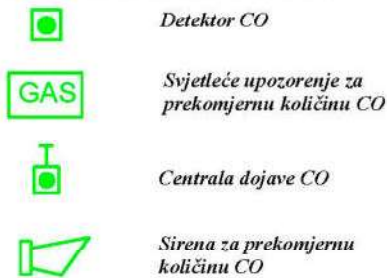 Detektor CO
GAS
Svjetleće upozorenje za
prekomjernu količinu CO
Centrala dojave CO
Sirena za prekomjernu
količinu CO